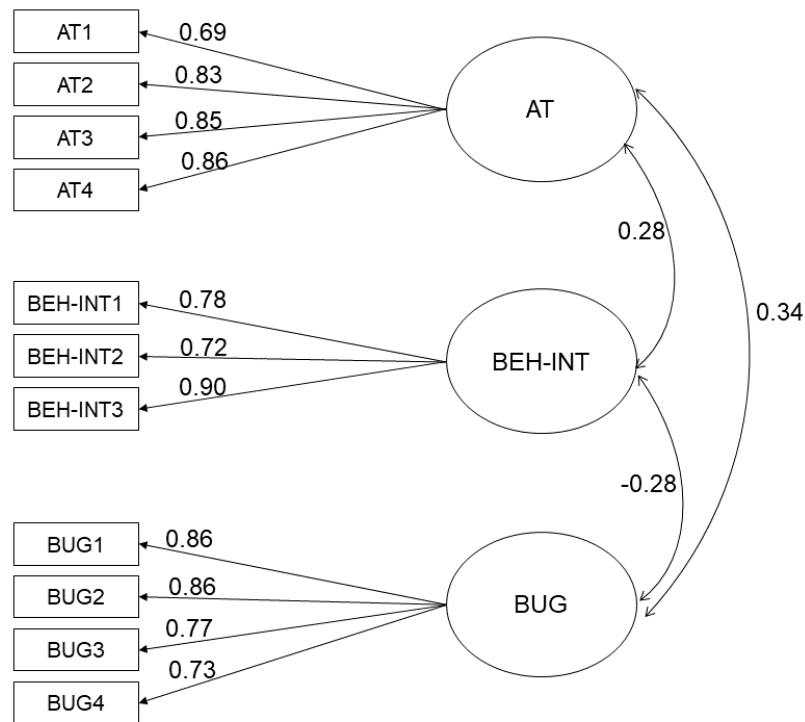 AT1
0.69
AT2
0.83
AT3
0.85
AT4
0.86
AT
0.28
0.34
BEH-INT1
0.78
BEH-INT2
0.72
BEH-INT3
0.90
BEH-INT
-0.28
BUG1
0.86
BUG2
0.86
BUG3
0.77
BUG4
0.73
BUG